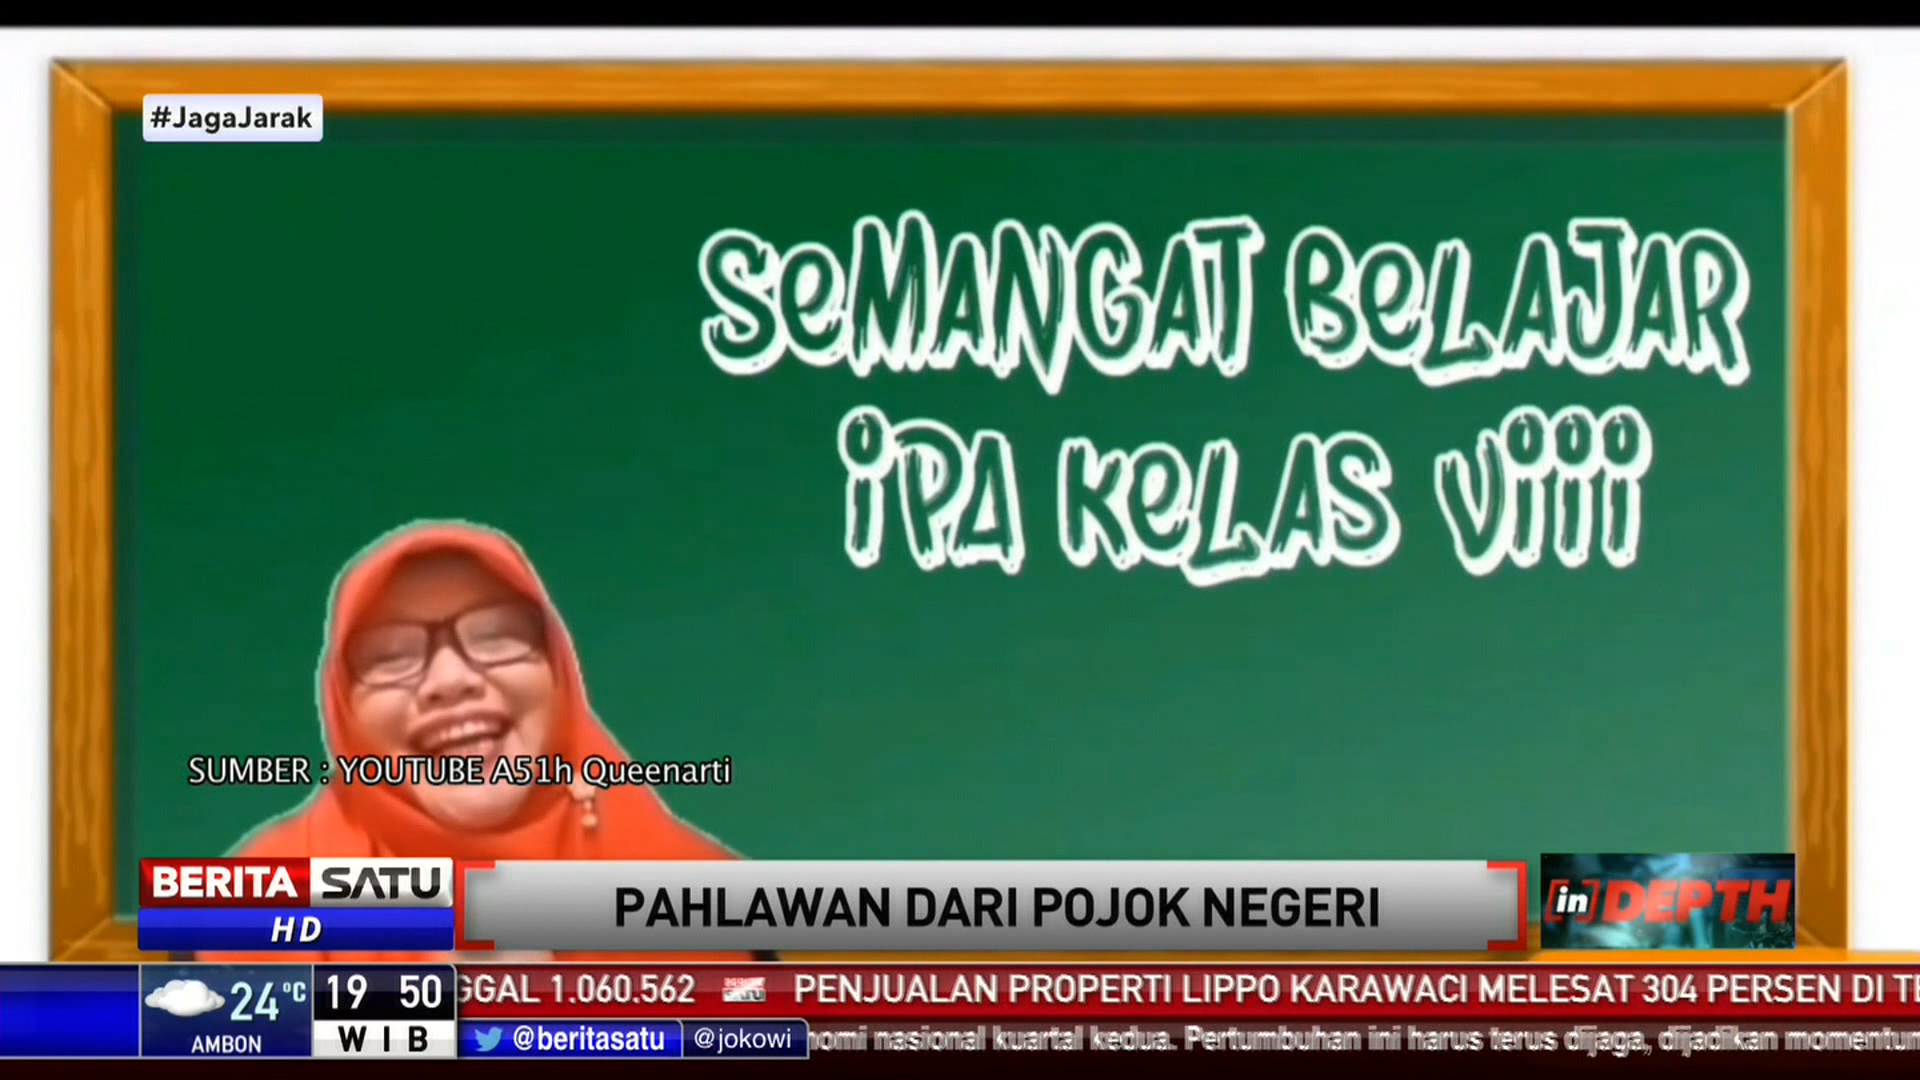 #JagaJarak
SEMANGAT BELAJAR
IPA KELAS VIII
SUMBER : YOUTUBE A51h Queenarti
BERITA SATU
HD
PAHLAWAN DARI POJOK NEGERI
[in] DEPTH
24°C
AMBON
19 50
WIB
GGAL 1.060.562 BERITA SATU PENJUALAN PROPERTI LIPPO KARAWACI MELESAT 304 PERSEN DI
@beritasatu @jokowi nomi nasional kuartal kedua. Pertumbuhan ini harus terus dijaga, dijadikan momentum